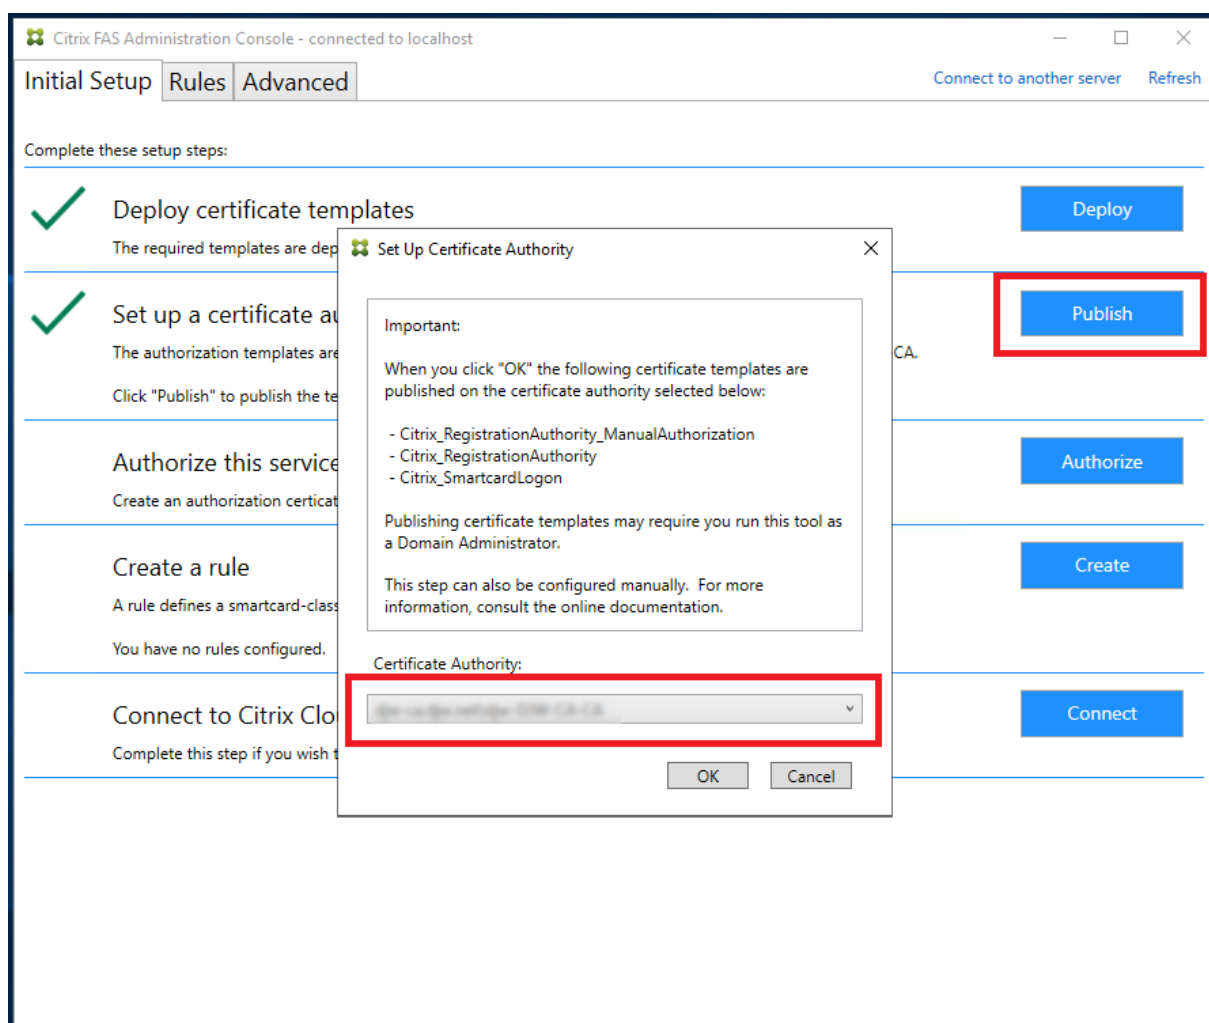 Citrix FAS Administration Console - connected to localhost
Initial Setup Rules Advanced
Connect to another server Refresh
Complete these setup steps:
Deploy certificate templates
Deploy
The required templates are dep
Set up a certificate au
Publish
The authorization templates are
CA.
Click "Publish" to publish the te
Authorize this service
Authorize
Create an authorization certicat
Create a rule
Create
A rule defines a smartcard-class
You have no rules configured.
Connect to Citrix Clo
Connect
Complete this step if you wish t
Set Up Certificate Authority
Important:
When you click "OK" the following certificate templates are
published on the certificate authority selected below:
- Citrix_RegistrationAuthority_ManualAuthorization
- Citrix_RegistrationAuthority
- Citrix_SmartcardLogon
Publishing certificate templates may require you run this tool as
a Domain Administrator.
This step can also be configured manually. For more
information, consult the online documentation.
Certificate Authority:
OK Cancel